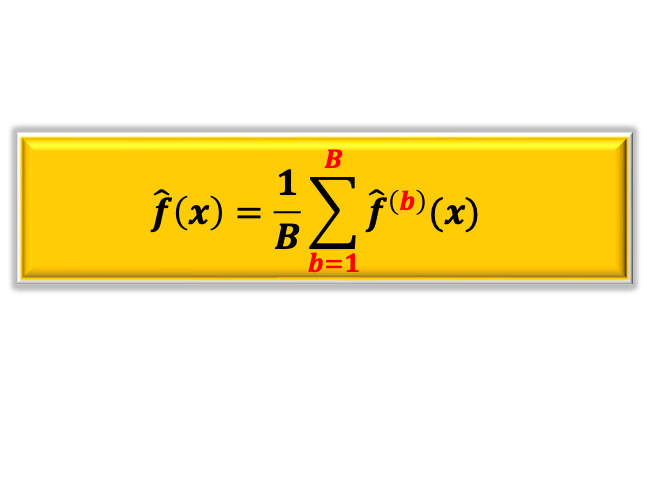 f̂(x) = 1/B ∑_{b=1}^{B} f̂^{(b)}(x)